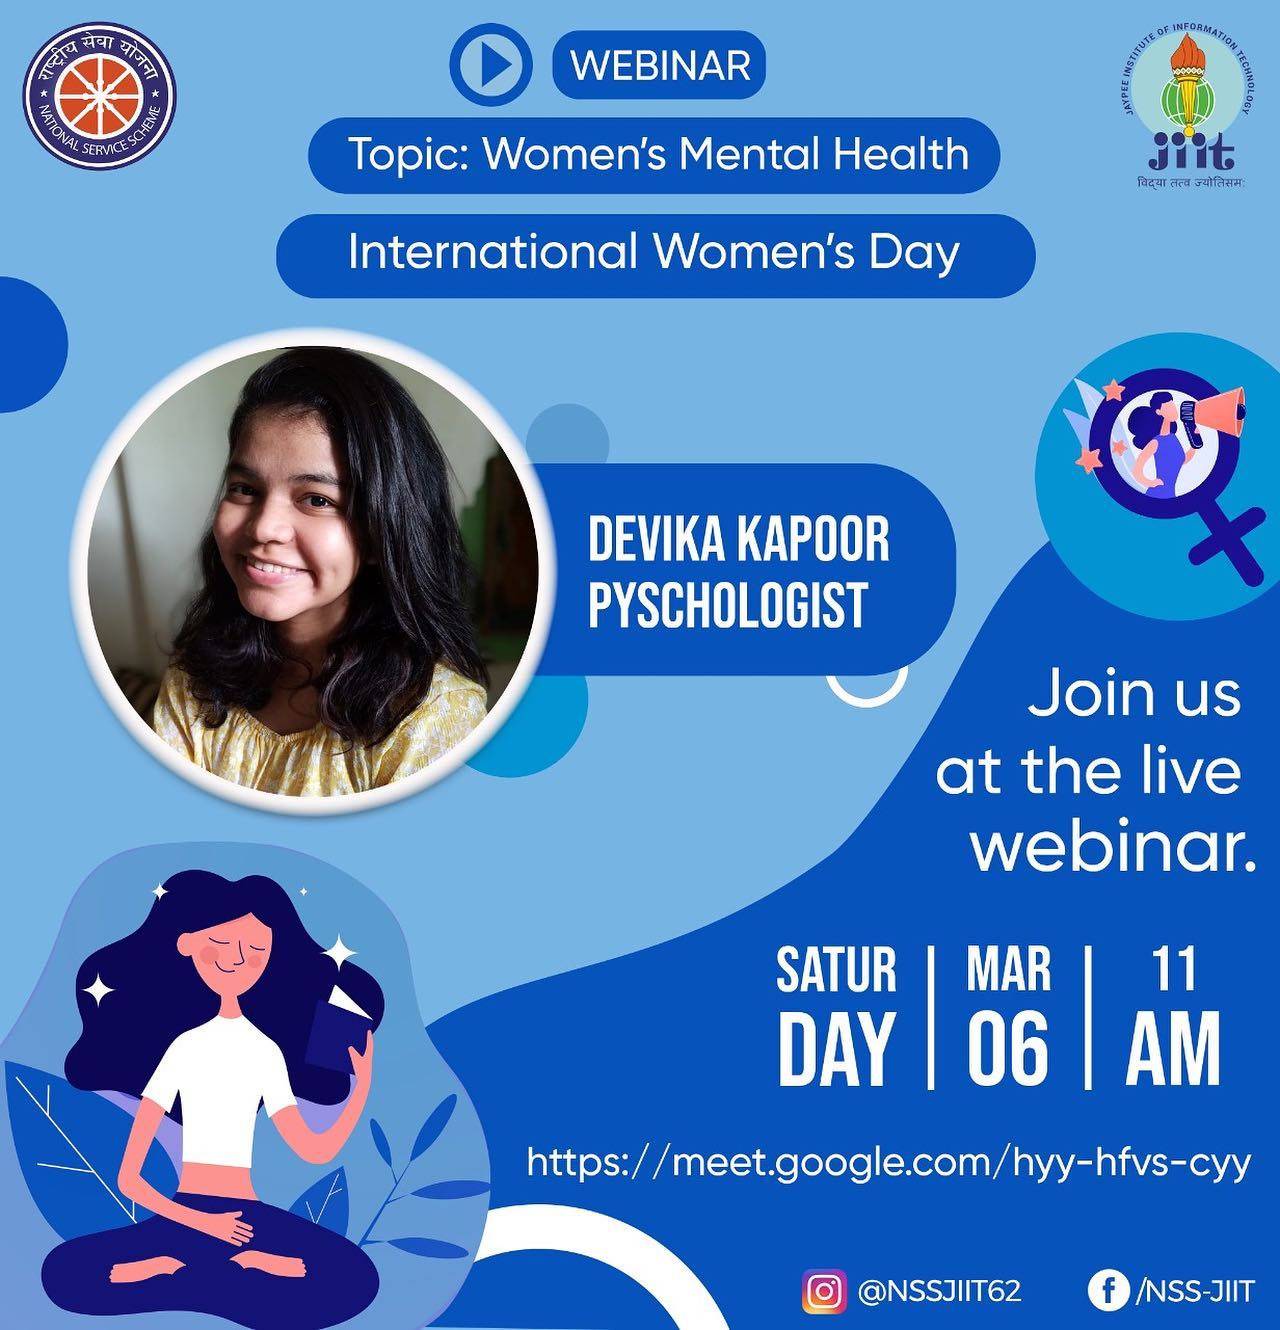 राष्ट्रीय सेवा योजना
NATIONAL SERVICE SCHEME
WEBINAR
JAYPEE INSTITUTE OF INFORMATION TECHNOLOGY
jiit
विद्या तत्व ज्योतिसमः
Topic: Women's Mental Health
International Women's Day
DEVIKA KAPOOR
PYSCHOLOGIST
Join us
at the live
webinar.
SATUR
DAY
MAR
06
11
AM
https://meet.google.com/hyy-hfvs-cyy
@NSSJIIT62
/NSS-JIIT